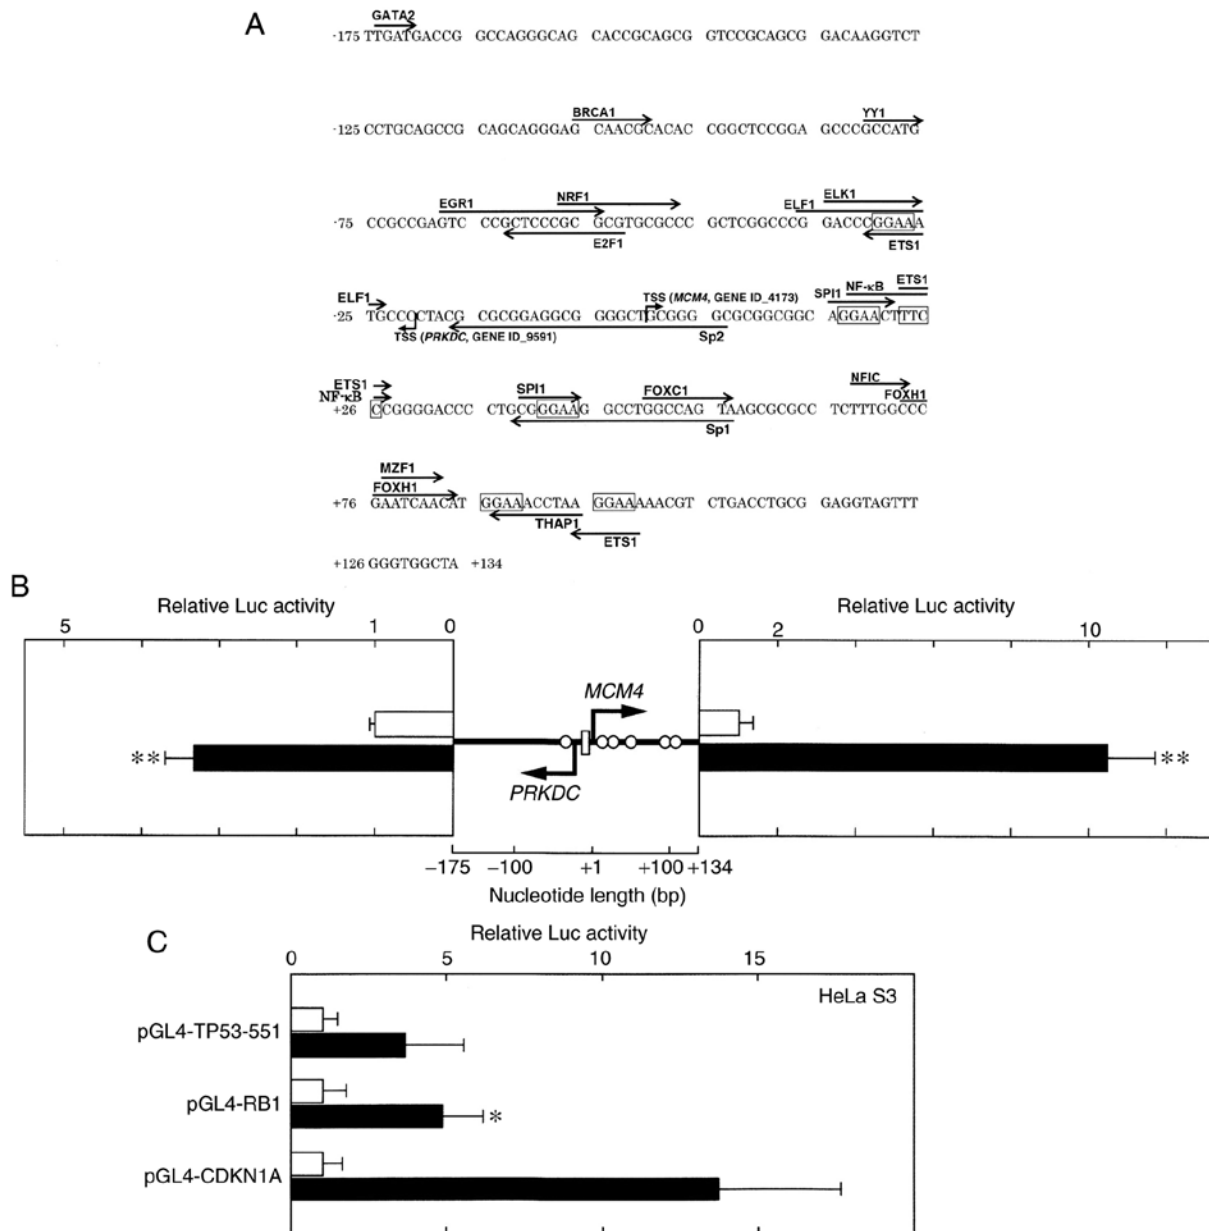 A
GATA2
-175 TTGATGACCG GCCAGGGCAG CACCGCAGCG GTCCGCAGCG GACAAGGTCT
BRCA1 YY1
-125 CCTGCAGCCG CAGCAGGGAG CAACGCACAC CGGCTCCGGA GCCCGCCATG
ELK1
EGR1 NRF1 ELF1
-75 CCGCCGAGTC CCGCTCCCGC GCGTGCGCCC GCTCGGCCCG GACCCGGAAA
E2F1 ETS1
ELF1 TSS (MCM4, GENE ID_4173) SPI1 NF-κB ETS1
-25 TGCCCCTACG CGCGGAGGCG GGGCTGCGGG GCGCGGCGGC AGGAACTTTC
TSS (PRKDC, GENE ID_9591) Sp2
ETS1
NF-κB SPI1 FOXC1 NFIC FOXH1
+26 CCGGGGACCC CTGCGGGAAG GCCTGGCCAG TAAGCGCGCC TCTTTGGCCC
Sp1
MZF1
FOXH1
+76 GAATCAACAT GGAAACCTAA GGAAAAACGT CTGACCTGCG GAGGTAGTTT
THAP1
ETS1
+126 GGGTGGCTA +134
B
Relative Luc activity Relative Luc activity
5 1 0 0 2 10
MCM4
** **
PRKDC
−175 −100 +1 +100 +134
Nucleotide length (bp)
C
Relative Luc activity
0 5 10 15
HeLa S3
pGL4-TP53-551
pGL4-RB1
*
pGL4-CDKN1A